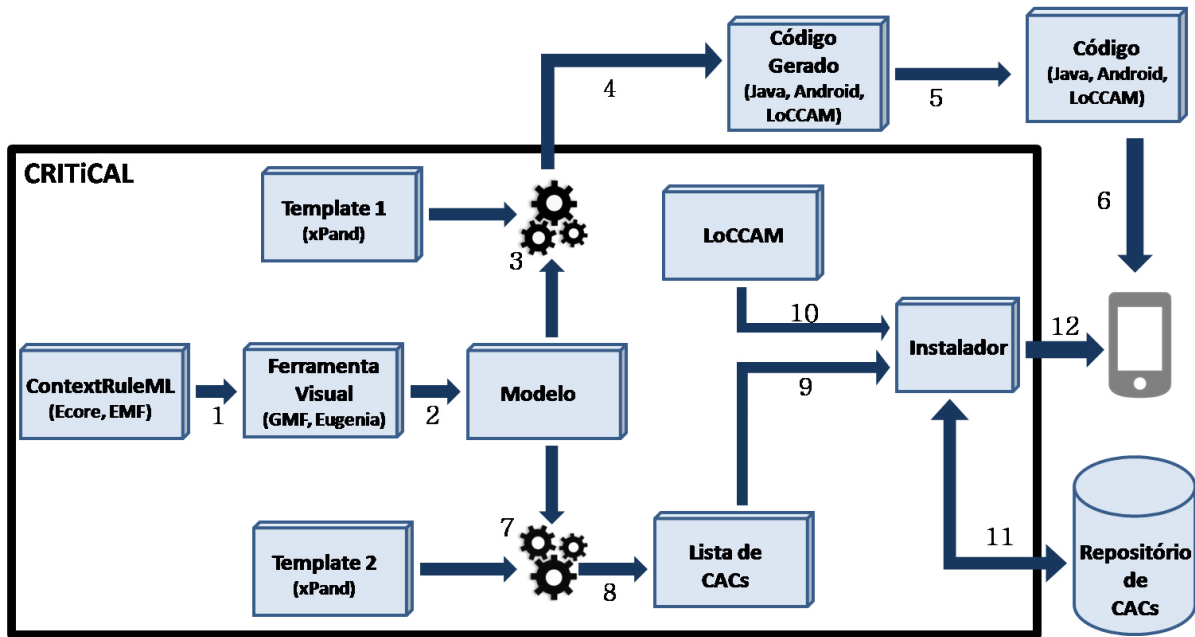 Código
Gerado
(Java, Android,
LoCCAM)
Código
(Java, Android,
LoCCAM)
4
5
6
CRITiCAL
Template 1
(xPand)
3
LoCCAM
10
Instalador
12
ContextRuleML
(Ecore, EMF)
1
Ferramenta
Visual
(GMF, Eugenia)
2
Modelo
9
7
Template 2
(xPand)
8
Lista de
CACs
11
Repositório
de
CACs